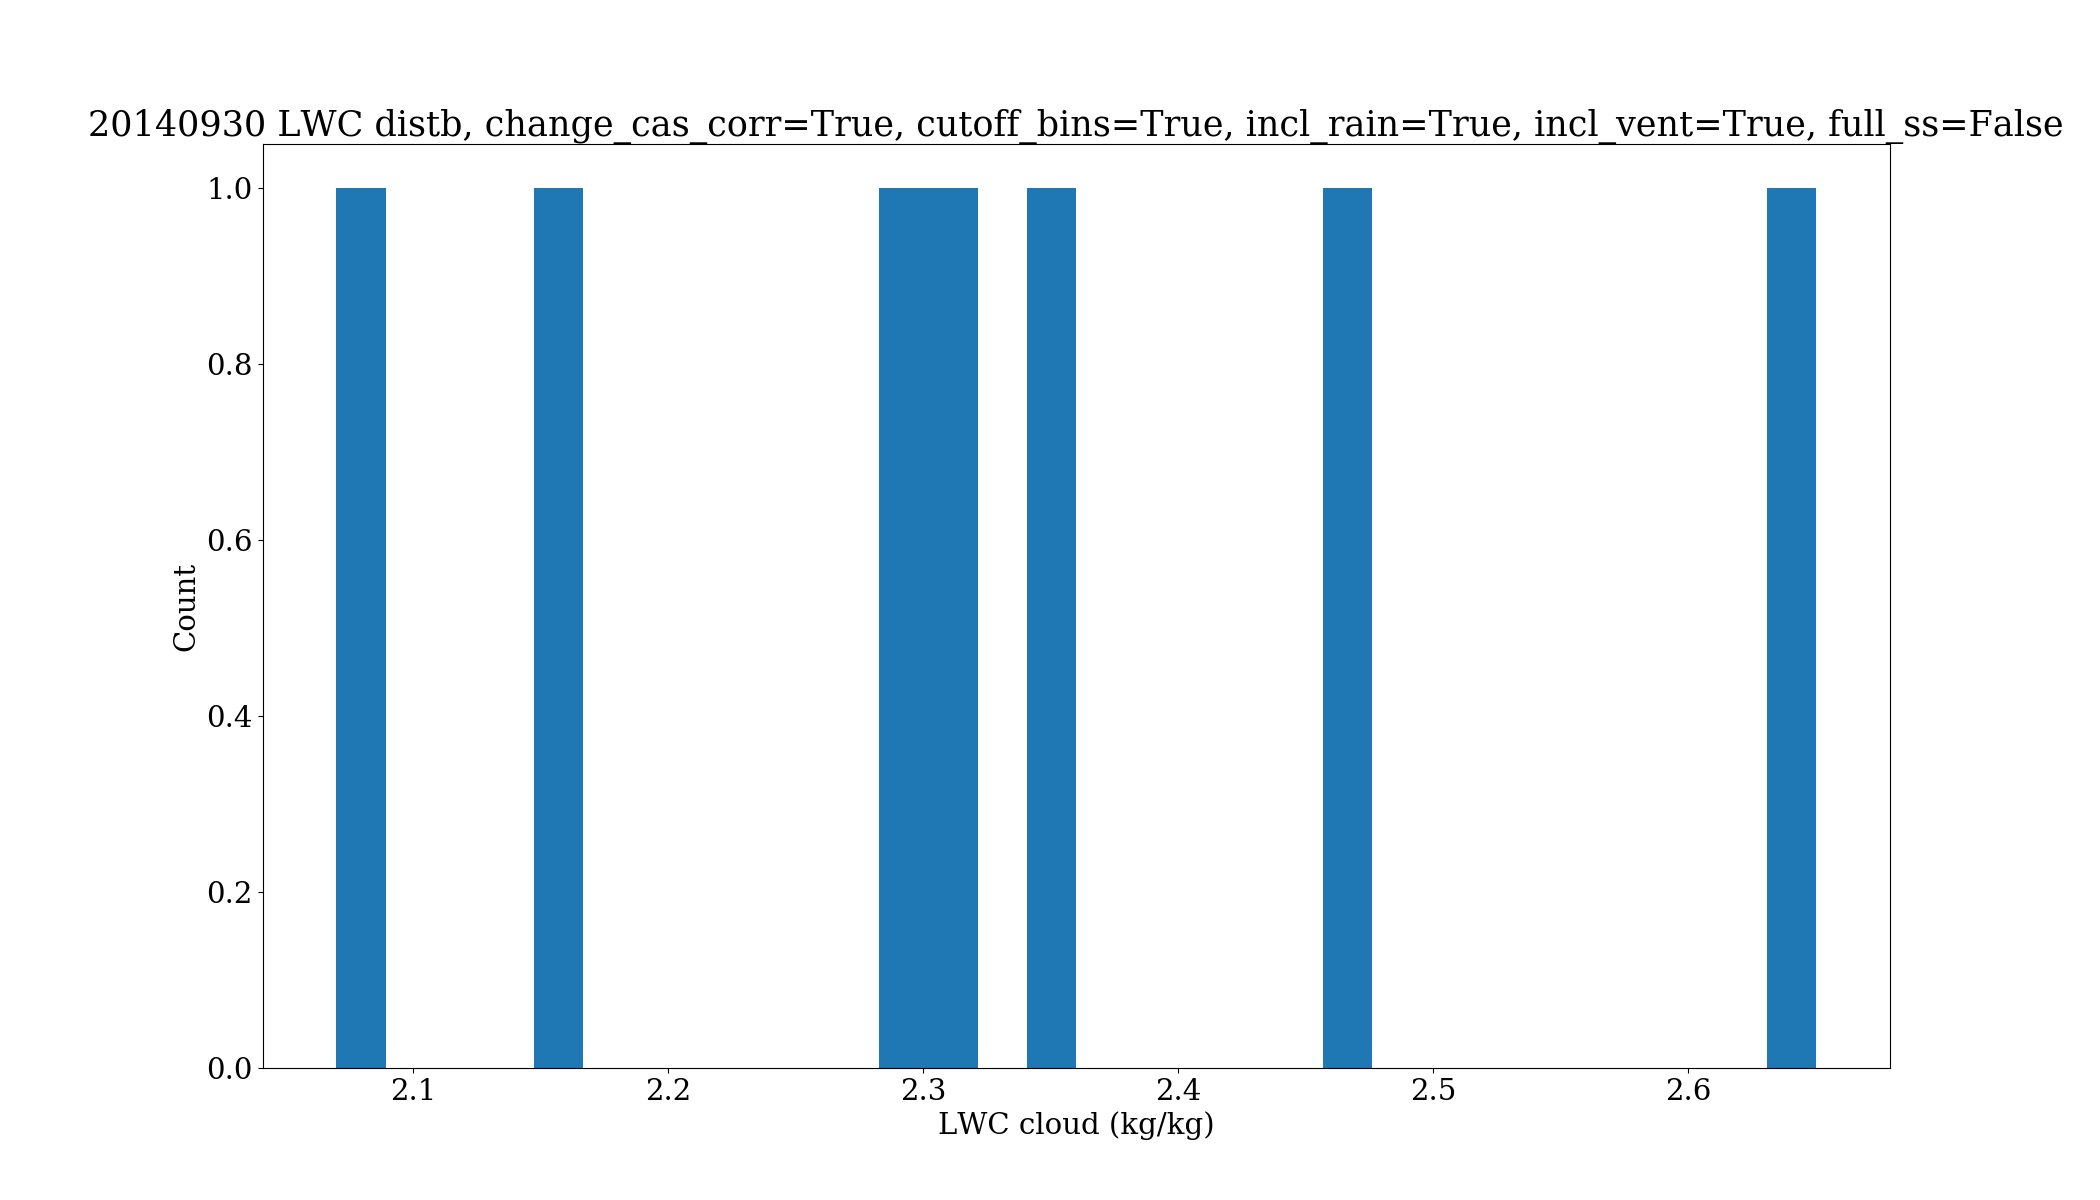 20140930 LWC distb, change_cas_corr=True, cutoff_bins=True, incl_rain=True, incl_vent=True, full_ss=False
1.0
0.8
0.6
0.4
0.2
0.0
Count
2.1 2.2 2.3 2.4 2.5 2.6
LWC cloud (kg/kg)